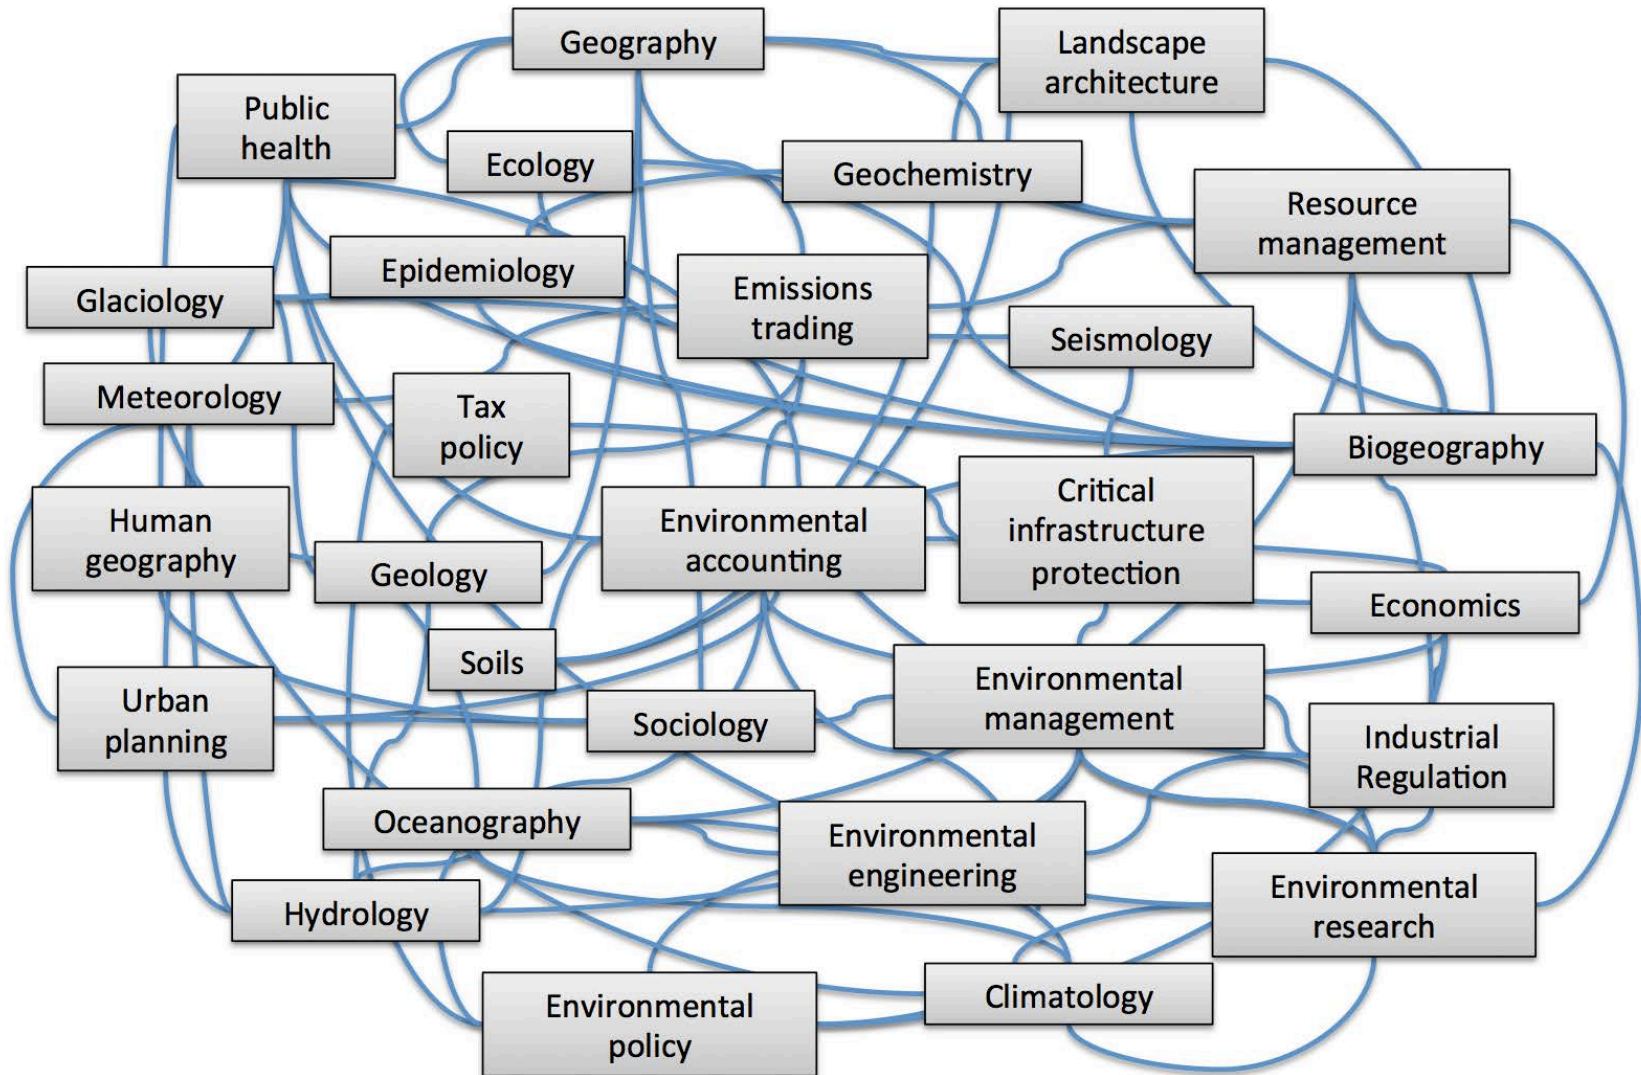 Geography
Landscape
architecture
Public
health
Ecology
Geochemistry
Resource
management
Epidemiology
Glaciology
Emissions
trading
Seismology
Meteorology
Tax
policy
Biogeography
Human
geography
Geology
Environmental
accounting
Critical
infrastructure
protection
Economics
Soils
Urban
planning
Sociology
Environmental
management
Industrial
Regulation
Oceanography
Environmental
engineering
Hydrology
Environmental
research
Environmental
policy
Climatology